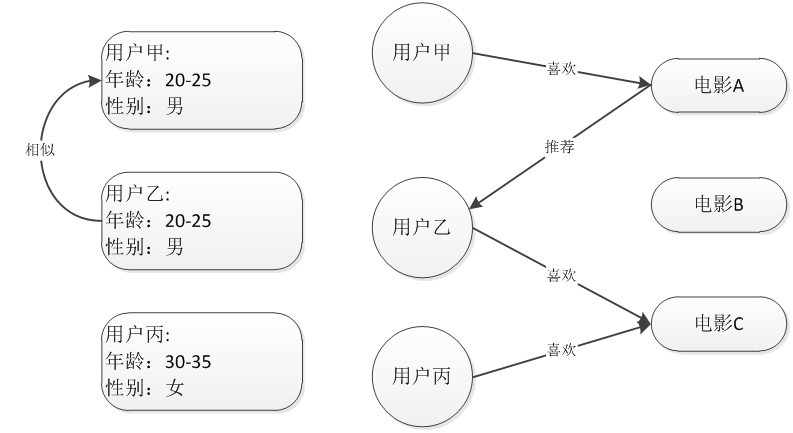 用户甲:
年龄：20-25
性别：男
相似
用户乙:
年龄：20-25
性别：男
用户丙:
年龄：30-35
性别：女
用户甲
喜欢
电影A
推荐
电影B
用户乙
喜欢
电影C
喜欢
用户丙